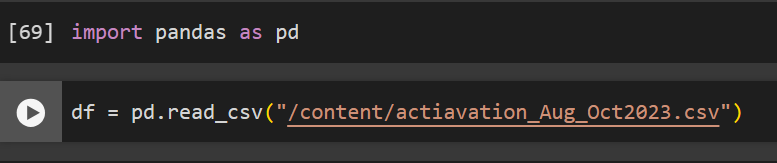 [69] import pandas as pd
df = pd.read_csv("/content/actiavation_Aug_Oct2023.csv")